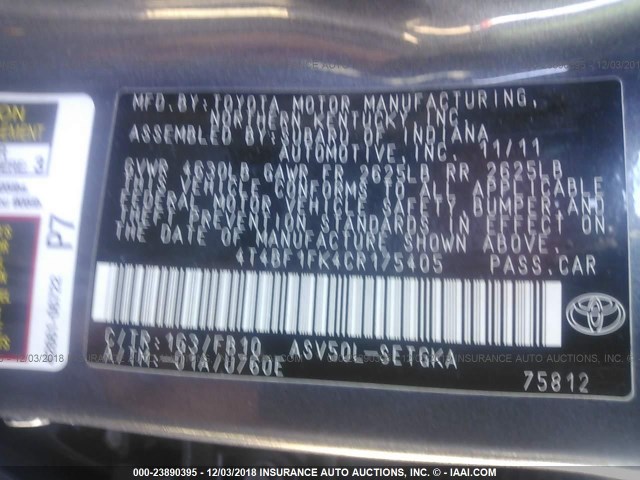 MFD.BY:TOYOTA MOTOR MANUFACTURING,
NORTHERN KENTUCKY,INC.
ASSEMBLED BY:SUBARU OF INDIANA
AUTOMOTIVE,INC. 11/11
GVWR 4630LB GAWR FR 2625LB RR 2625LB
THIS VEHICLE CONFORMS TO ALL APPLICABLE
FEDERAL MOTOR VEHICLE SAFETY,BUMPER,AND
THEFT PREVENTION STANDARDS IN EFFECT ON
THE DATE OF MANUFACTURE SHOWN ABOVE.
4T4BF1FK4CR175405 PASS.CAR
C/TR:1G3/FB10 ASV50L-SETGKA
A/TM:-01A/U760E
75812
TOYOTA
P7
3
000-23890395 - 12/03/2018 INSURANCE AUTO AUCTIONS, INC. - © - IAAI.COM